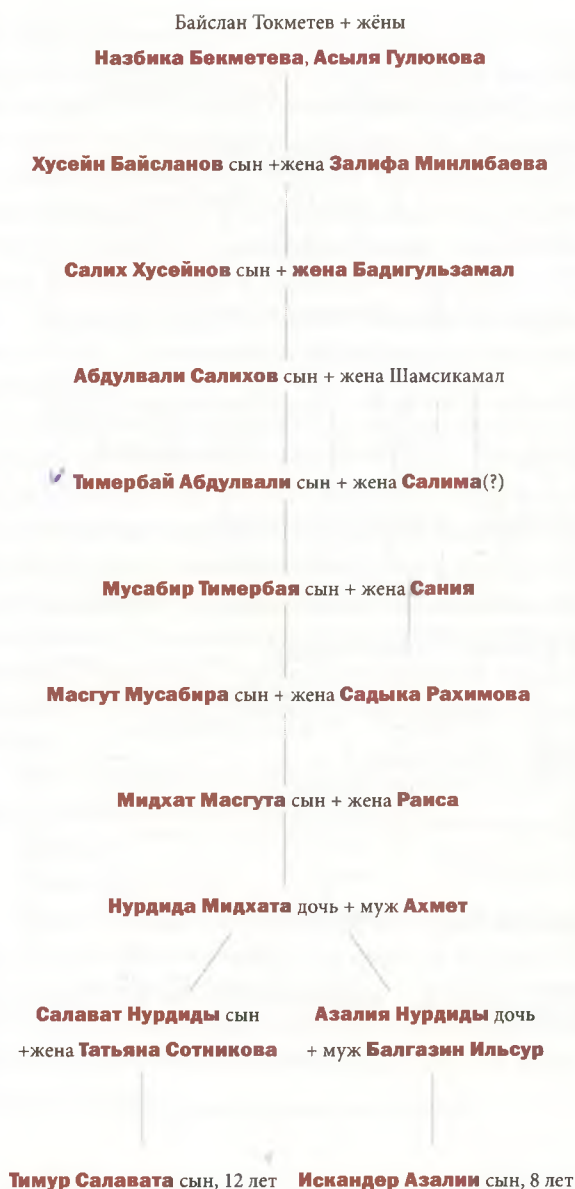 Байслан Токметев + жёны
Назбика Бекметева, Асыля Гулюкова
Хусейн Байсланов сын +жена Залифа Минлибаева
Салих Хусейнов сын + жена Бадигульзамал
Абдулвали Салихов сын + жена Шамсикамал
Тимербай Абдулвали сын + жена Салима(?)
Мусабир Тимербая сын + жена Сания
Масгут Мусабира сын + жена Садыка Рахимова
Мидхат Масгута сын + жена Раиса
Нурдида Мидхата дочь + муж Ахмет
Салават Нурдиды сын
+жена Татьяна Сотникова
Азалия Нурдиды дочь
+ муж Балгазин Ильсур
Тимур Салавата сын, 12 лет
Искандер Азалии сын, 8 лет